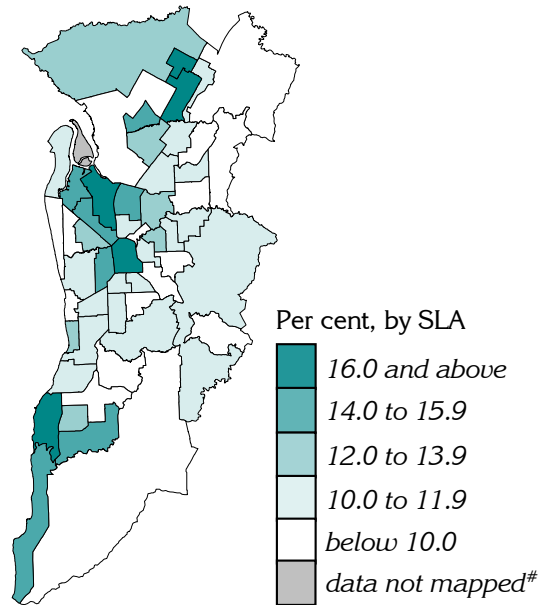 Per cent, by SLA
16.0 and above
14.0 to 15.9
12.0 to 13.9
10.0 to 11.9
below 10.0
data not mapped#